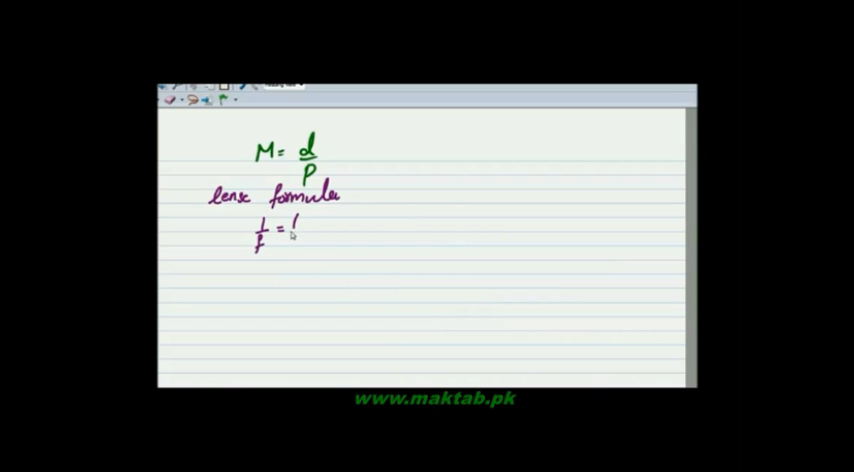 M = d/p
lense formula
1/f = 1
www.maktab.pk